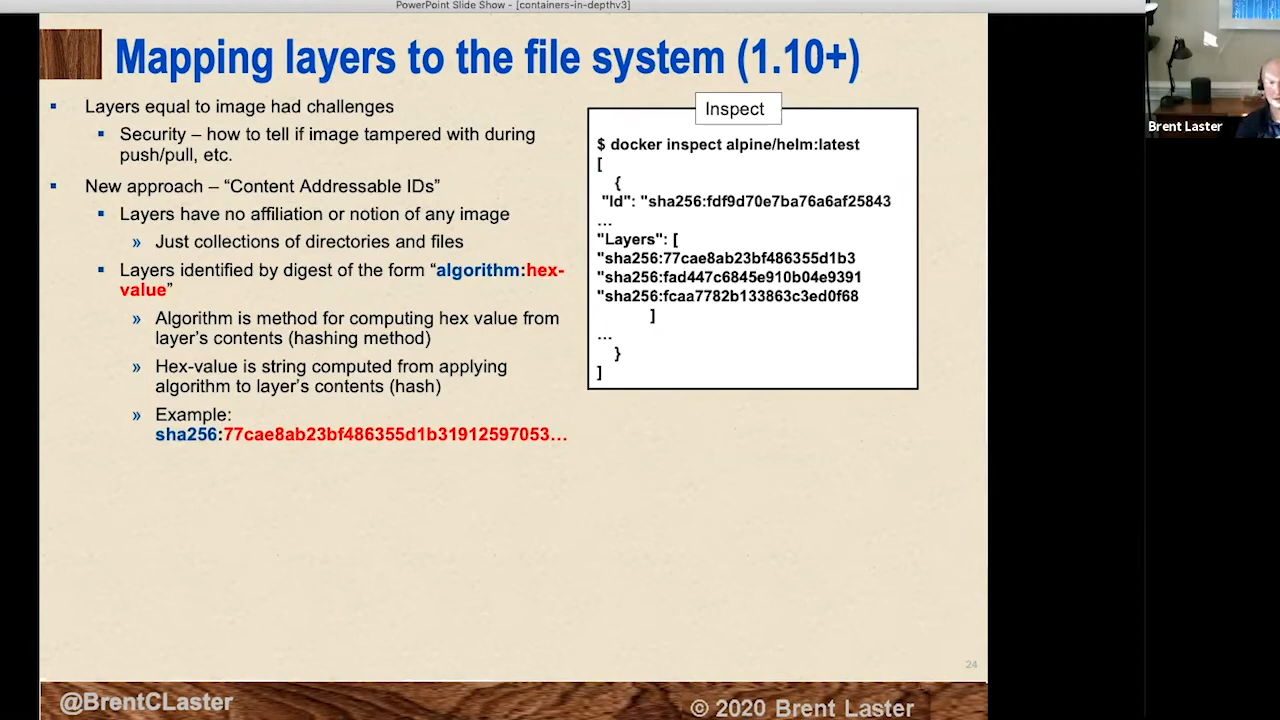 PowerPoint Slide Show - [containers-in-depthv3]
Mapping layers to the file system (1.10+)
Layers equal to image had challenges
Security – how to tell if image tampered with during
push/pull, etc.
New approach – “Content Addressable IDs”
Layers have no affiliation or notion of any image
» Just collections of directories and files
Layers identified by digest of the form “algorithm:hex-
value”
» Algorithm is method for computing hex value from
layer’s contents (hashing method)
» Hex-value is string computed from applying
algorithm to layer’s contents (hash)
» Example:
sha256:77cae8ab23bf486355d1b31912597053…
Inspect
$ docker inspect alpine/helm:latest
[
{
"Id": "sha256:fdf9d70e7ba76a6af25843
…
"Layers": [
"sha256:77cae8ab23bf486355d1b3
"sha256:fad447c6845e910b04e9391
"sha256:fcaa7782b133863c3ed0f68
]
…
}
]
24
@BrentCLaster
© 2020 Brent Laster
Brent Laster